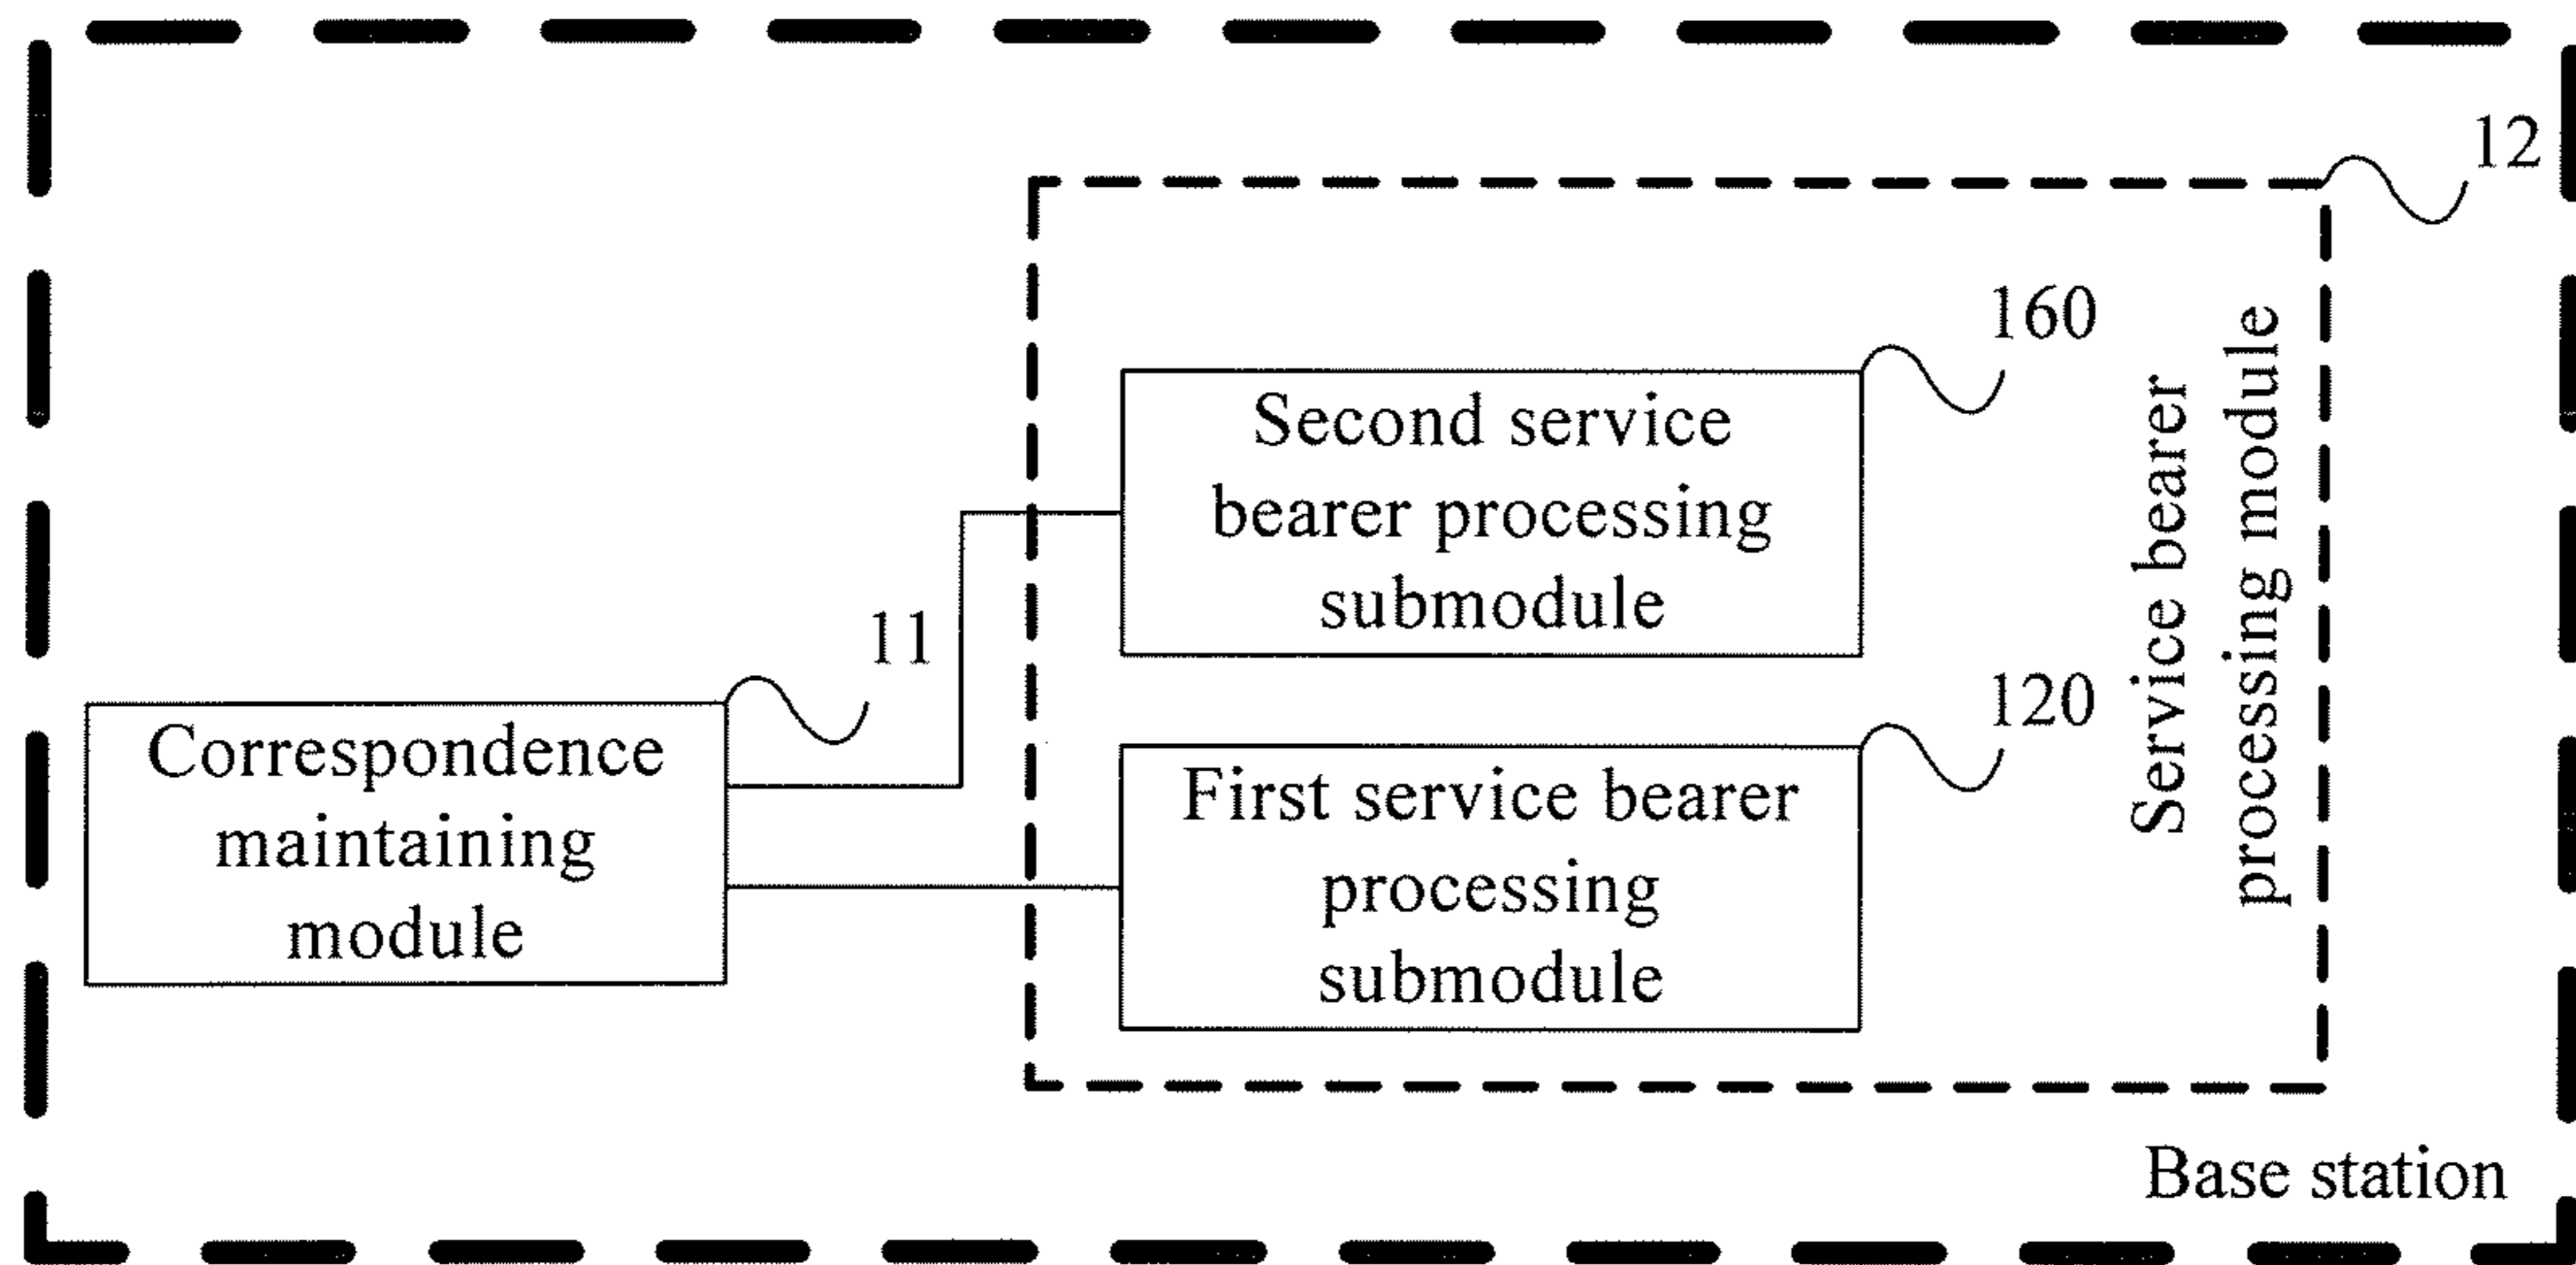 12
160
Second service
bearer processing
submodule
Service bearer
processing module
11
Correspondence
maintaining
module
120
First service bearer
processing
submodule
Base station